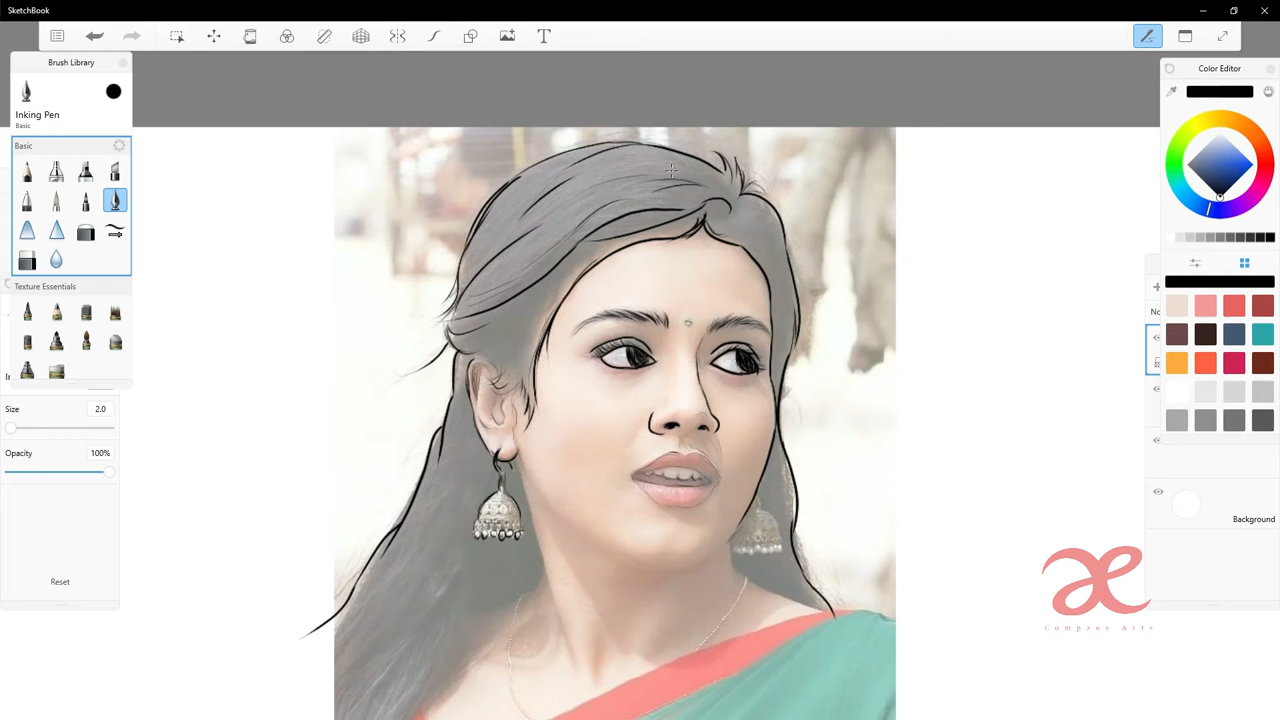 SketchBook
Brush Library
Inking Pen
Basic
Basic
Texture Essentials
Size
2.0
Opacity
100%
Reset
Color Editor
Background
Compaex Arts